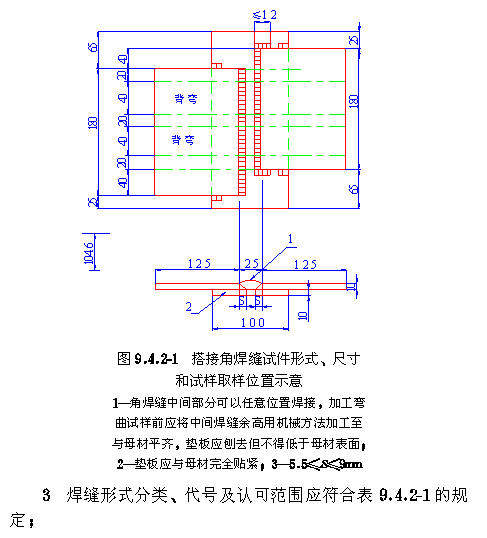 ≤12
65
25
40
20
40
20
40
20
40
180
25
180
65
1046
1
125
25
125
2
S
S
10
100
图 9.4.2-1 搭接角焊缝试件形式、尺寸
和试样取样位置示意
1—角焊缝中间部分可以任意位置焊接，加工弯
曲试样前应将中间焊缝余高用机械方法加工至
与母材平齐，垫板应刨去但不得低于母材表面；
2—垫板应与母材完全贴紧；3—5.5≤S≤9mm
3 焊缝形式分类、代号及认可范围应符合表 9.4.2-1 的规
定；